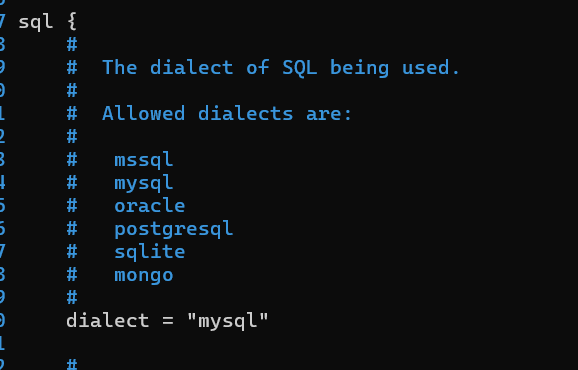 7 sql {
8 #
9 # The dialect of SQL being used.
0 #
1 # Allowed dialects are:
2 #
3 # mssql
4 # mysql
5 # oracle
6 # postgresql
7 # sqlite
8 # mongo
9 #
0 dialect = "mysql"
1
2 #